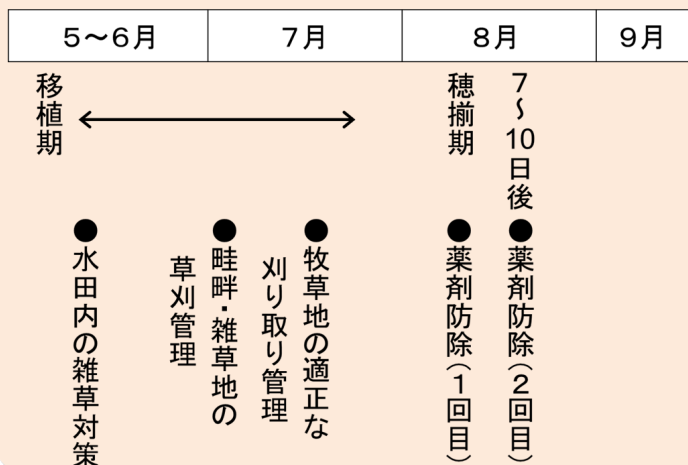 5～6月
7月
8月
9月
移植期
穂揃期
7～10日後
●水田内の雑草対策
●畦畔・雑草地の
草刈管理
●牧草地の適正な
刈り取り管理
●薬剤防除(1回目)
●薬剤防除(2回目)